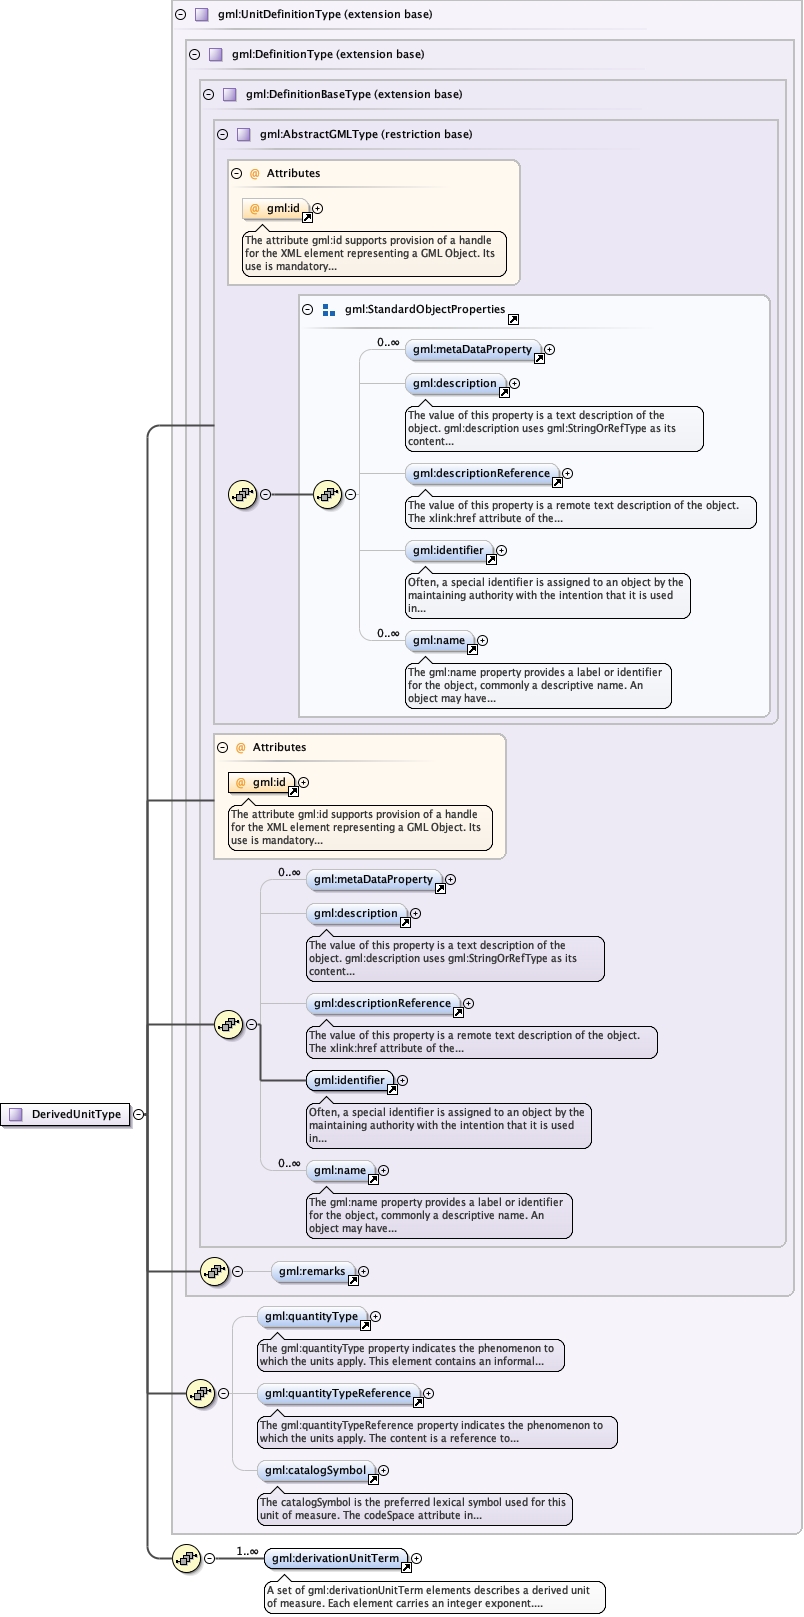 gml:UnitDefinitionType (extension base)
gml:DefinitionType (extension base)
gml:DefinitionBaseType (extension base)
gml:AbstractGMLType (restriction base)
@ Attributes
@ gml:id
The attribute gml:id supports provision of a handle
for the XML element representing a GML Object. Its
use is mandatory...
gml:StandardObjectProperties
0..∞
gml:metaDataProperty
gml:description
The value of this property is a text description of the
object. gml:description uses gml:StringOrRefType as its
content...
gml:descriptionReference
The value of this property is a remote text description of the object.
The xlink:href attribute of the...
gml:identifier
Often, a special identifier is assigned to an object by the
maintaining authority with the intention that it is used
in...
0..∞
gml:name
The gml:name property provides a label or identifier
for the object, commonly a descriptive name. An
object may have...
@ Attributes
@ gml:id
The attribute gml:id supports provision of a handle
for the XML element representing a GML Object. Its
use is mandatory...
0..∞
gml:metaDataProperty
gml:description
The value of this property is a text description of the
object. gml:description uses gml:StringOrRefType as its
content...
gml:descriptionReference
The value of this property is a remote text description of the object.
The xlink:href attribute of the...
gml:identifier
Often, a special identifier is assigned to an object by the
maintaining authority with the intention that it is used
in...
DerivedUnitType
0..∞
gml:name
The gml:name property provides a label or identifier
for the object, commonly a descriptive name. An
object may have...
gml:remarks
gml:quantityType
The gml:quantityType property indicates the phenomenon to
which the units apply. This element contains an informal...
gml:quantityTypeReference
The gml:quantityTypeReference property indicates the phenomenon to
which the units apply. The content is a reference to...
gml:catalogSymbol
The catalogSymbol is the preferred lexical symbol used for this
unit of measure. The codeSpace attribute in...
1..∞
gml:derivationUnitTerm
A set of gml:derivationUnitTerm elements describes a derived unit
of measure. Each element carries an integer exponent....